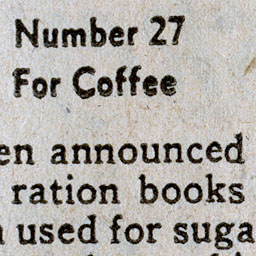 Number 27
For Coffee
en announced
ration books
used for suga